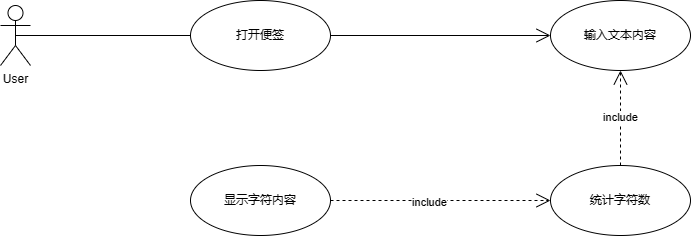 打开便签
输入文本内容
User
include
显示字符内容
include
统计字符数